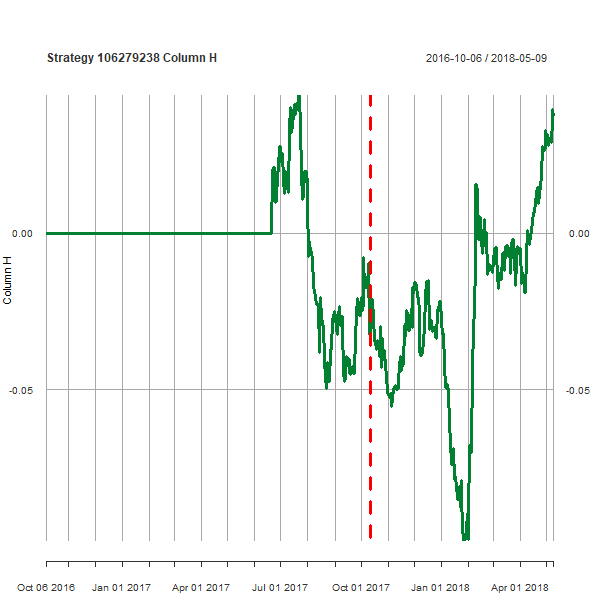 Strategy 106279238 Column H 2016-10-06 / 2018-05-09
0.00 0.00
Column H
-0.05 -0.05
Oct 06 2016 Jan 01 2017 Apr 01 2017 Jul 01 2017 Oct 01 2017 Jan 01 2018 Apr 01 2018